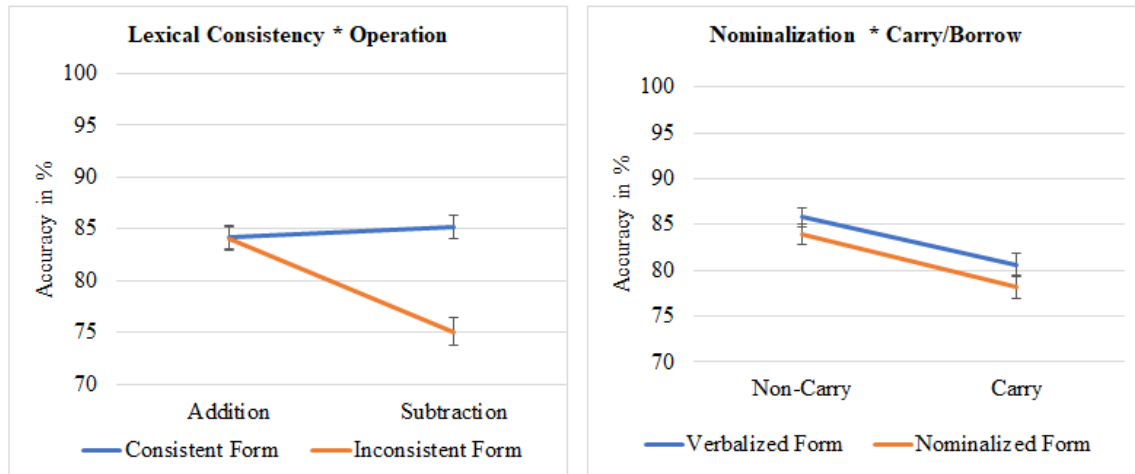 Lexical Consistency * Operation
Accuracy in %
100
95
90
85
80
75
70
Addition Subtraction
Consistent Form Inconsistent Form
Nominalization * Carry/Borrow
Accuracy in %
100
95
90
85
80
75
70
Non-Carry Carry
Verbalized Form Nominalized Form